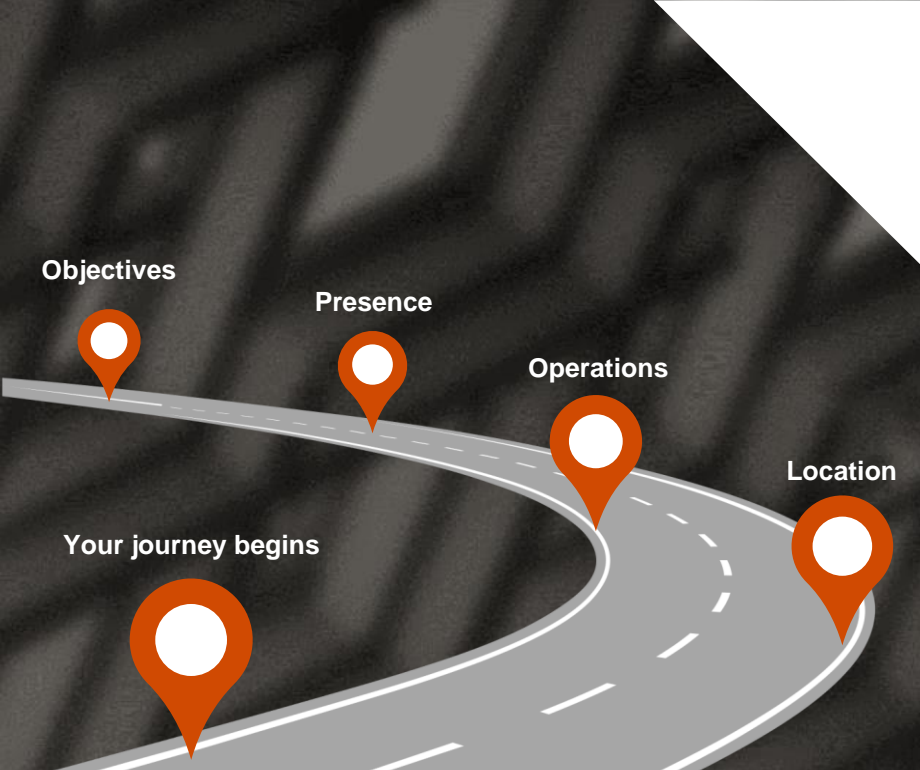 Objectives
Presence
Operations
Location
Your journey begins